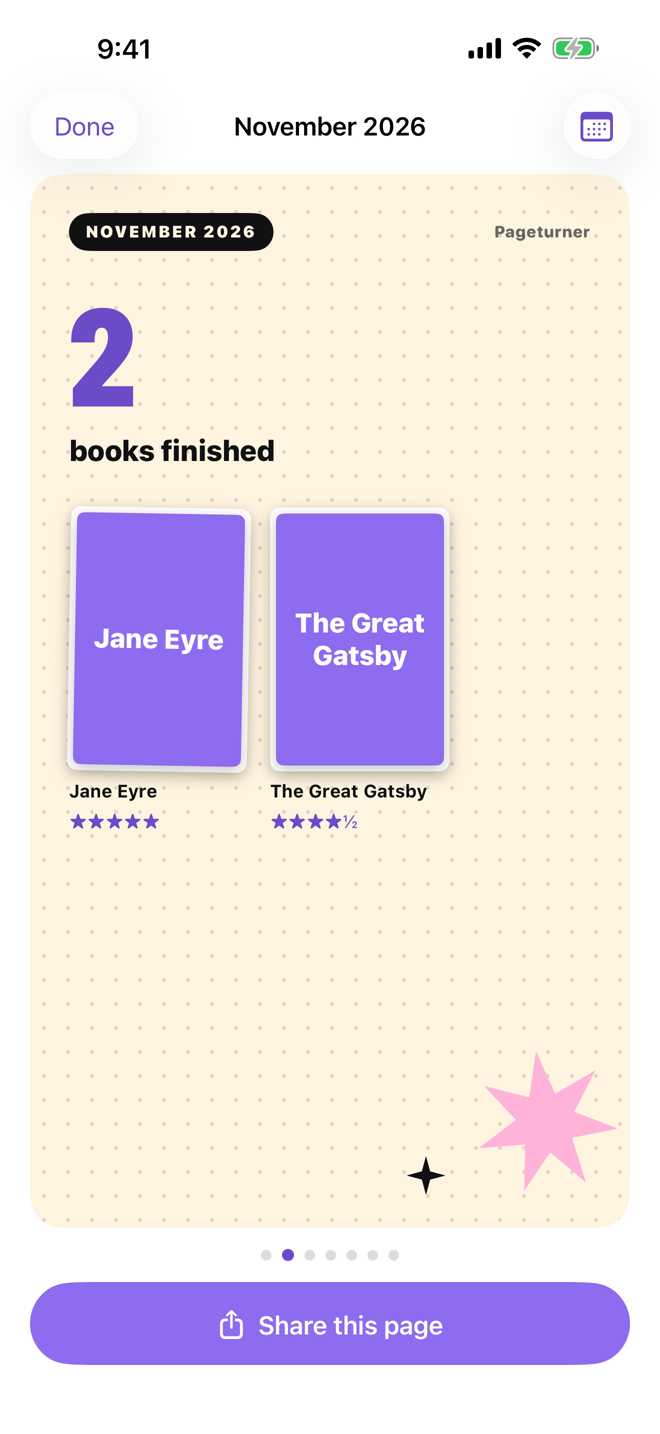 9:41
Done
November 2026
NOVEMBER 2026
Pageturner
2
books finished
Jane Eyre
The Great
Gatsby
Jane Eyre
★★★★★
The Great Gatsby
★★★★½
Share this page